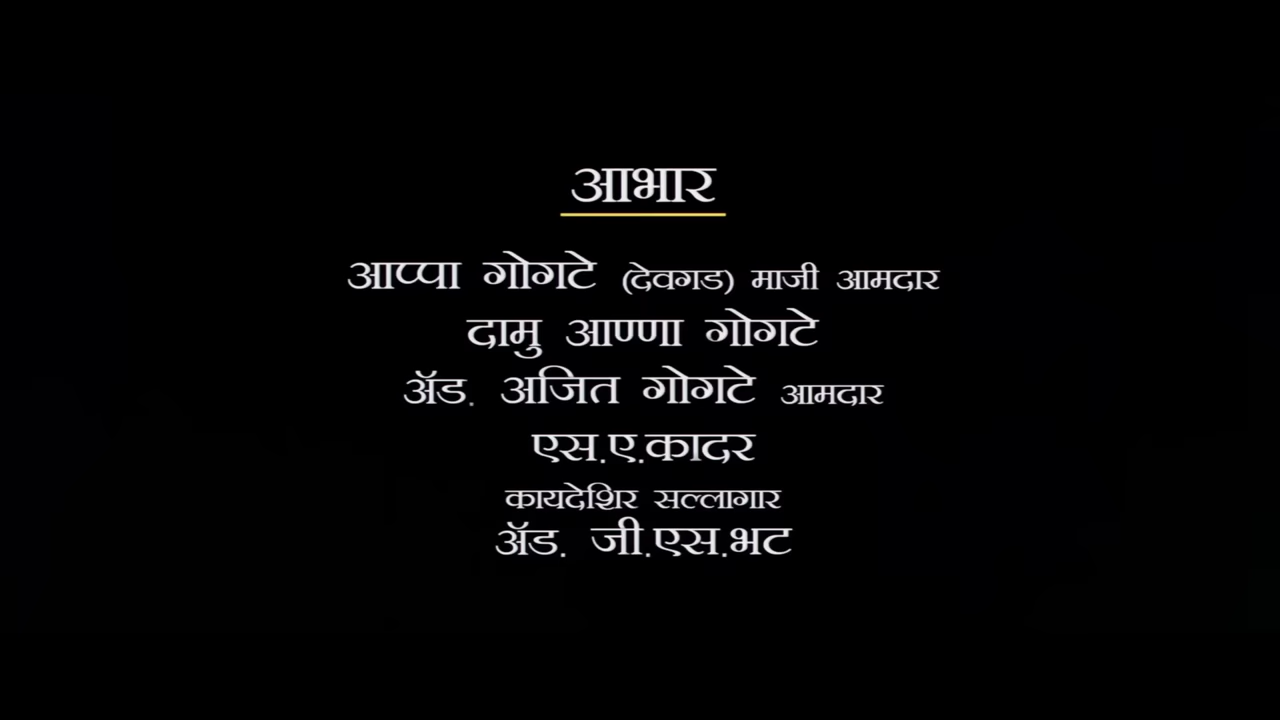 आभार
आप्पा गोगटे (देवगड) माजी आमदार
दामु आण्णा गोगटे
ॲड. अजित गोगटे आमदार
एस.ए.कादर
कायदेशिर सल्लागार
ॲड. जी.एस.भट